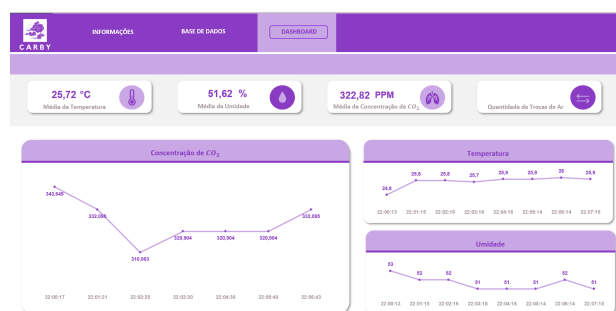 INFORMAÇÕES BASE DE DADOS DASHBOARD
CARBY
25,72 °C 51,62 % 322,82 PPM
Média da Temperatura Média da Umidade Média da Concentração de CO₂ Quantidade de Trocas de Ar
Concentração de CO₂
343,649
332,095
310,063
320,904 320,904 320,904
332,095
22:00:17 22:01:21 22:02:25 22:03:30 22:04:36 22:05:40 22:06:43
Temperatura
24,9 25,8 25,8 25,7 25,9 25,9 26 25,9
22:00:13 22:01:15 22:02:16 22:03:16 22:04:16 22:05:14 22:06:14 22:07:15
Umidade
53 52 52 51 51 51 52 51
22:00:13 22:01:15 22:02:16 22:03:16 22:04:16 22:05:14 22:06:14 22:07:15